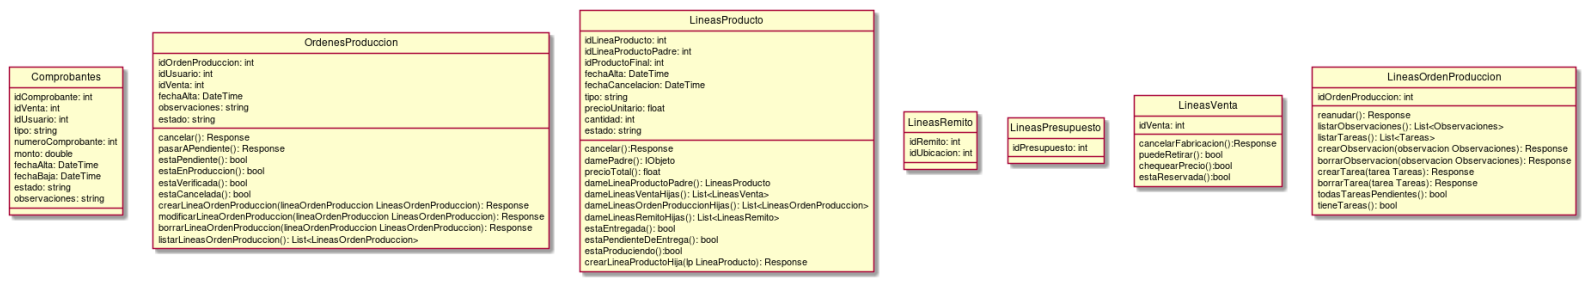 Comprobantes
idComprobante: int
idVenta: int
idUsuario: int
tipo: string
numeroComprobante: int
monto: double
fechaAlta: DateTime
fechaBaja: DateTime
estado: string
observaciones: string
OrdenesProduccion
idOrdenProduccion: int
idUsuario: int
idVenta: int
fechaAlta: DateTime
observaciones: string
estado: string
cancelar(): Response
pasarAPendiente(): Response
estaPendiente(): bool
estaEnProduccion(): bool
estaVerificada(): bool
estaCancelada(): bool
crearLineaOrdenProduccion(lineaOrdenProduccion LineasOrdenProduccion): Response
modificarLineaOrdenProduccion(lineaOrdenProduccion LineasOrdenProduccion): Response
borrarLineaOrdenProduccion(lineaOrdenProduccion LineasOrdenProduccion): Response
listarLineasOrdenProduccion(): List<LineasOrdenProduccion>
LineasProducto
idLineaProducto: int
idLineaProductoPadre: int
idProductoFinal: int
fechaAlta: DateTime
fechaCancelacion: DateTime
tipo: string
precioUnitario: float
cantidad: int
estado: string
cancelar():Response
damePadre(): IObjeto
precioTotal(): float
dameLineaProductoPadre(): LineasProducto
dameLineasVentaHijas(): List<LineasVenta>
dameLineasOrdenProduccionHijas(): List<LineasOrdenProduccion>
dameLineasRemitoHijas(): List<LineasRemito>
estaEntregada(): bool
estaPendienteDeEntrega(): bool
estaProduciendo():bool
crearLineaProductoHija(lp LineaProducto): Response
LineasRemito
idRemito: int
idUbicacion: int
LineasPresupuesto
idPresupuesto: int
LineasVenta
idVenta: int
cancelarFabricacion():Response
puedeRetirar(): bool
chequearPrecio():bool
estaReservada():bool
LineasOrdenProduccion
idOrdenProduccion: int
reanudar(): Response
listarObservaciones(): List<Observaciones>
listarTareas(): List<Tareas>
crearObservacion(observacion Observaciones): Response
borrarObservacion(observacion Observaciones): Response
crearTarea(tarea Tareas): Response
borrarTarea(tarea Tareas): Response
todasTareasPendientes(): bool
tieneTareas(): bool